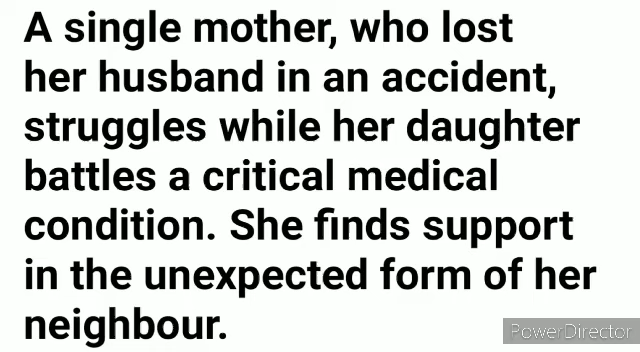 A single mother, who lost
her husband in an accident,
struggles while her daughter
battles a critical medical
condition. She finds support
in the unexpected form of her
neighbour.
PowerDirector